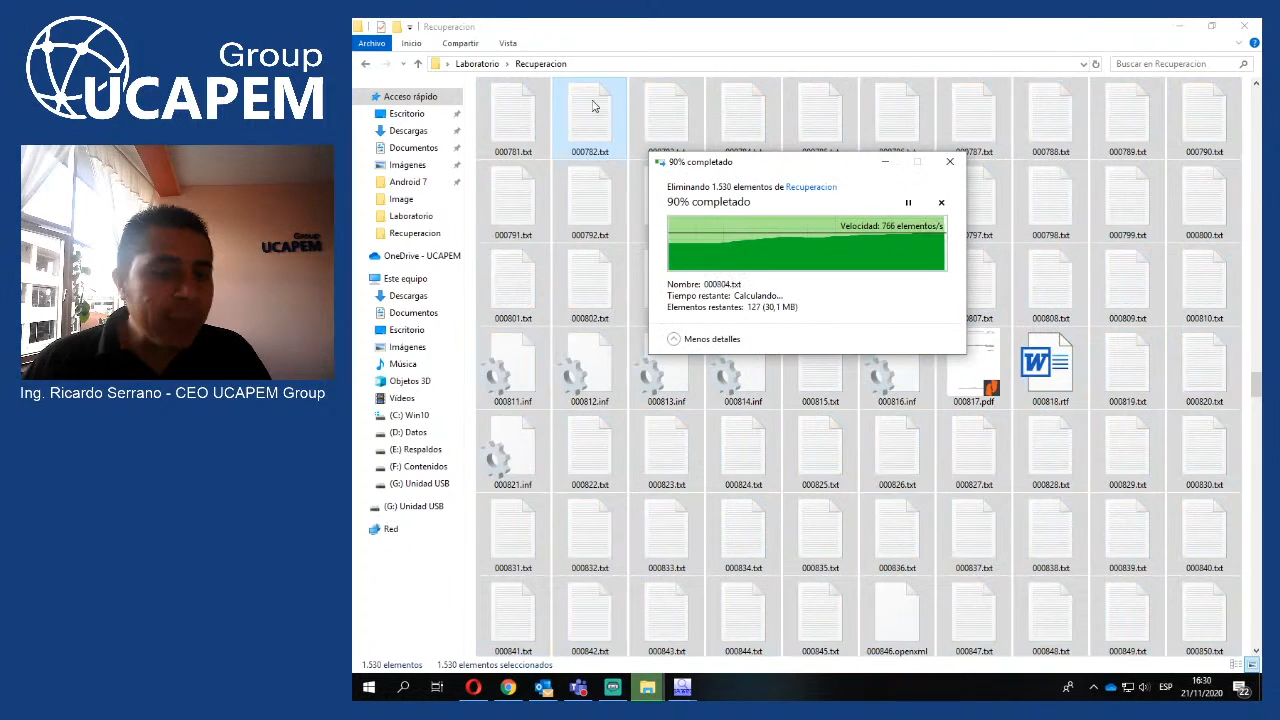 Group
UCAPEM
UCAPEM
Ing. Ricardo Serrano - CEO UCAPEM Group
Recuperacion
Archivo Inicio Compartir Vista
Laboratorio Recuperacion
Buscar en Recuperacion
Acceso rápido
Escritorio
Descargas
Documentos
Imágenes
Android 7
Image
Laboratorio
Recuperacion
OneDrive - UCAPEM
Este equipo
Descargas
Documentos
Escritorio
Imágenes
Música
Objetos 3D
Vídeos
(C:) Win10
(D:) Datos
(E:) Respaldos
(F:) Contenidos
(G:) Unidad USB
(G:) Unidad USB
Red
000781.txt 000782.txt 000787.txt 000788.txt 000789.txt 000790.txt
000791.txt 000792.txt 000798.txt 000799.txt 000800.txt
000801.txt 000802.txt 000808.txt 000809.txt 000810.txt
000811.inf 000812.inf 000813.inf 000814.inf 000815.txt 000816.inf 000817.pdf 000818.rtf 000819.txt 000820.txt
000821.inf 000822.txt 000823.txt 000824.txt 000825.txt 000826.txt 000827.txt 000828.txt 000829.txt 000830.txt
000831.txt 000832.txt 000833.txt 000834.txt 000835.txt 000836.txt 000837.txt 000838.txt 000839.txt 000840.txt
000841.txt 000842.txt 000843.txt 000844.txt 000845.txt 000846.openxml 000847.txt 000848.txt 000849.txt 000850.txt
90% completado
Eliminando 1.530 elementos de Recuperacion
90% completado
Velocidad: 766 elementos/s
Nombre: 000804.txt
Tiempo restante: Calculando...
Elementos restantes: 127 (30,1 MB)
Menos detalles
1.530 elementos 1.530 elementos seleccionados
ESP
16:30
21/11/2020
22